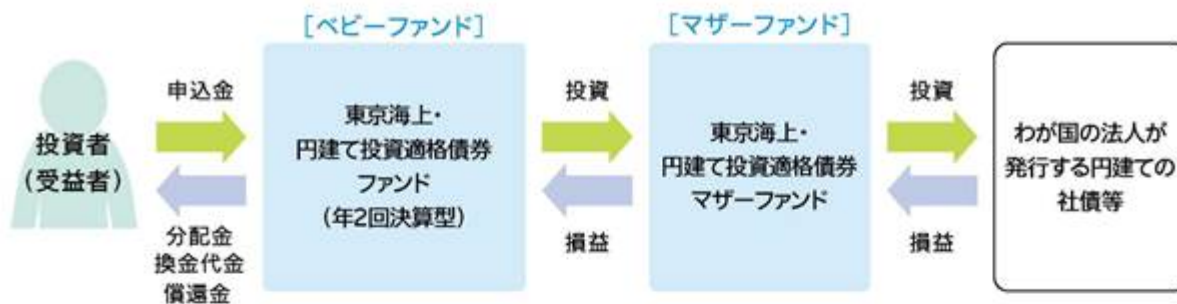 [ベビーファンド]
[マザーファンド]
投資者
(受益者)
申込金
分配金
換金代金
償還金
東京海上・
円建て投資適格債券
ファンド
(年2回決算型)
投資
損益
東京海上・
円建て投資適格債券
マザーファンド
投資
損益
わが国の法人が
発行する円建ての
社債等